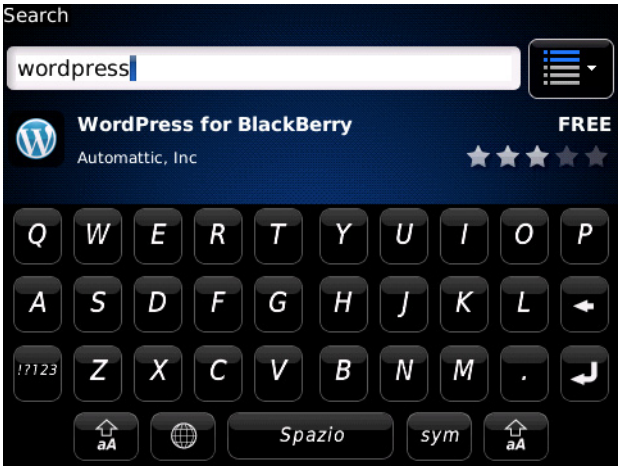 Search
wordpress
WordPress for BlackBerry FREE
Automattic, Inc
Q W E R T Y U I O P
A S D F G H J K L
!?123 Z X C V B N M .
aA Spazio sym aA